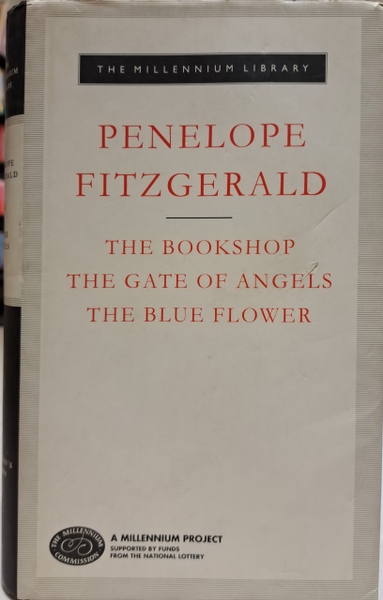 THE MILLENNIUM LIBRARY
PENELOPE
FITZGERALD
THE BOOKSHOP
THE GATE OF ANGELS
THE BLUE FLOWER
THE MILLENNIUM COMMISSION
A MILLENNIUM PROJECT
SUPPORTED BY FUNDS
FROM THE NATIONAL LOTTERY